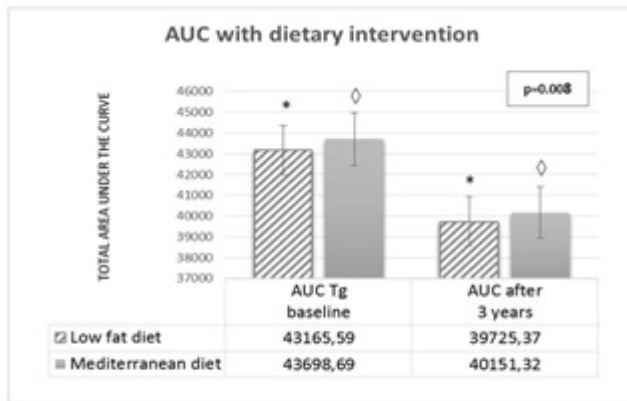 AUC with dietary intervention
p=0.008
TOTAL AREA UNDER THE CURVE
46000
45000
44000
43000
42000
41000
40000
39000
38000
37000
* ◊ * ◊
AUC Tg AUC after
baseline 3 years
Low fat diet 43165,59 39725,37
Mediterranean diet 43698,69 40151,32